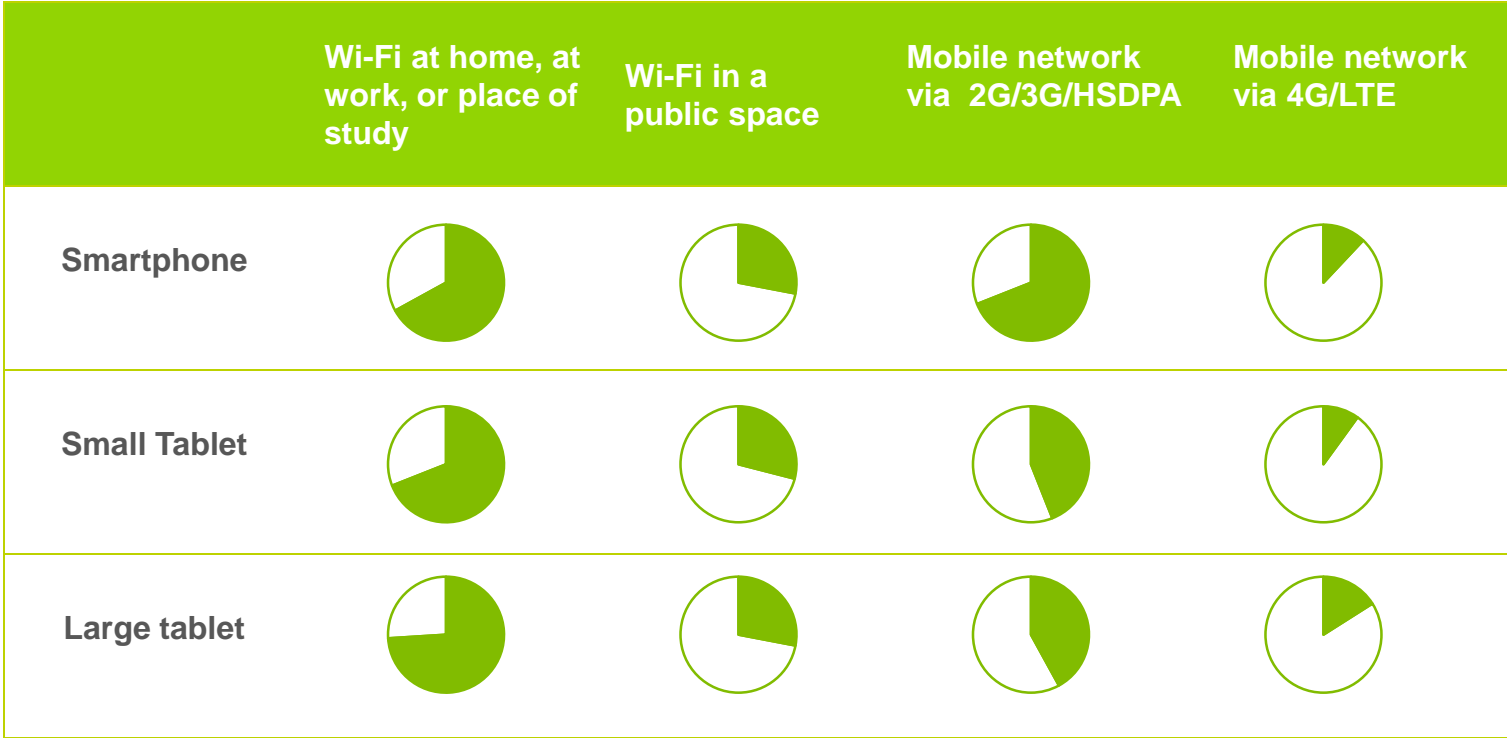 Wi-Fi at home, at
work, or place of
study
Wi-Fi in a
public space
Mobile network
via 2G/3G/HSDPA
Mobile network
via 4G/LTE
Smartphone
Small Tablet
Large tablet